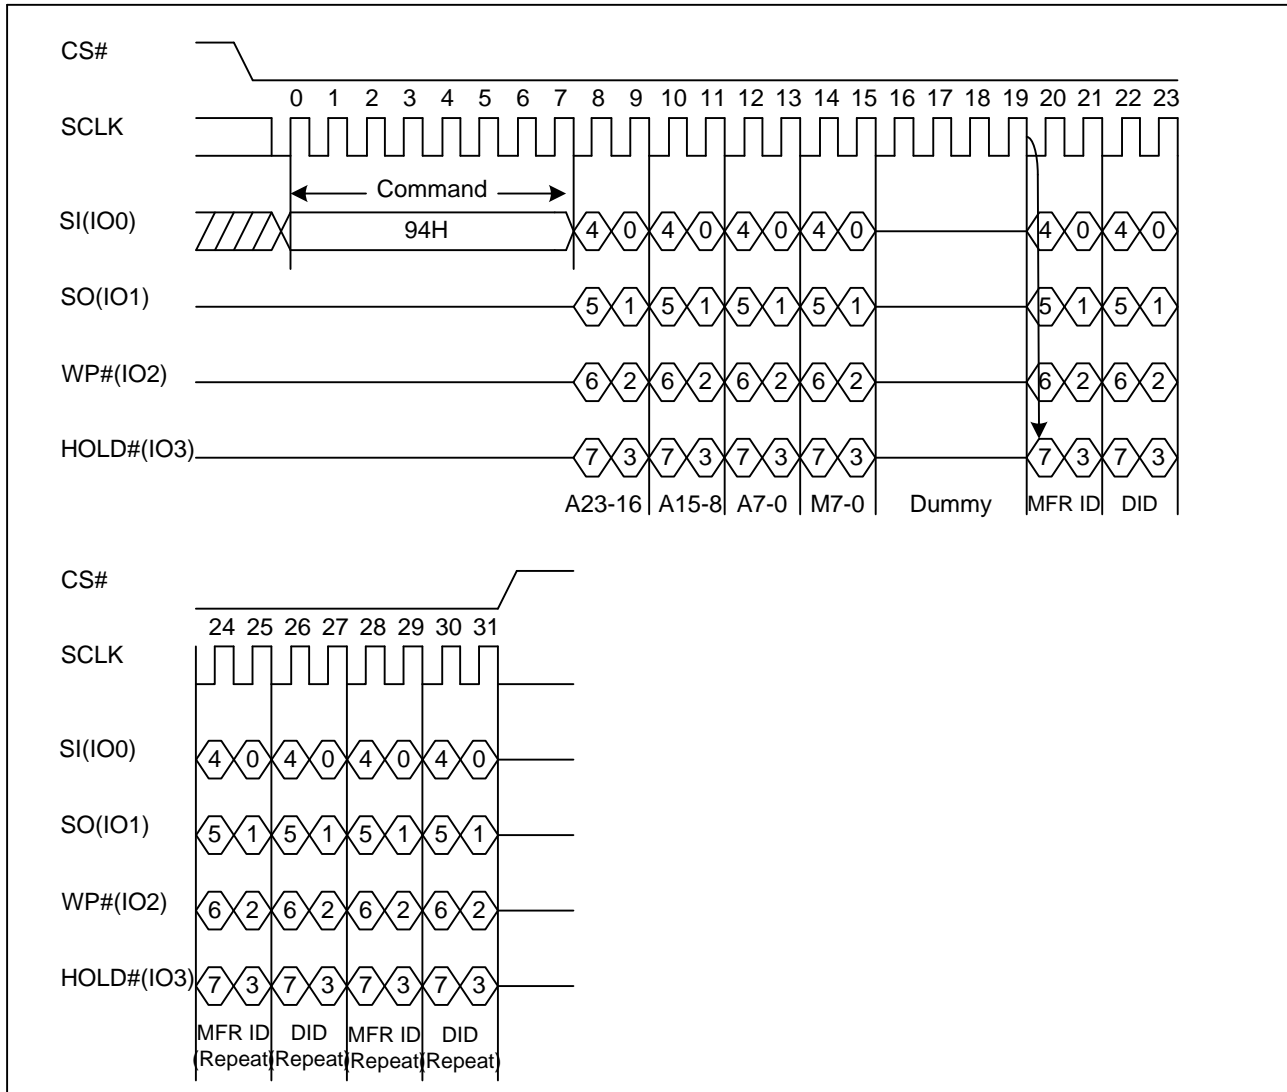 CS#
0 1 2 3 4 5 6 7 8 9 10 11 12 13 14 15 16 17 18 19 20 21 22 23
SCLK
Command
SI(IO0)
94H
4 0 4 0 4 0 4 0 4 0 4 0
SO(IO1)
5 1 5 1 5 1 5 1 5 1 5 1
WP#(IO2)
6 2 6 2 6 2 6 2 6 2 6 2
HOLD#(IO3)
7 3 7 3 7 3 7 3 7 3 7 3
A23-16 A15-8 A7-0 M7-0 Dummy MFR ID DID
CS#
24 25 26 27 28 29 30 31
SCLK
SI(IO0)
4 0 4 0 4 0 4 0
SO(IO1)
5 1 5 1 5 1 5 1
WP#(IO2)
6 2 6 2 6 2 6 2
HOLD#(IO3)
7 3 7 3 7 3 7 3
MFR ID DID MFR ID DID
(Repeat) (Repeat) (Repeat) (Repeat)